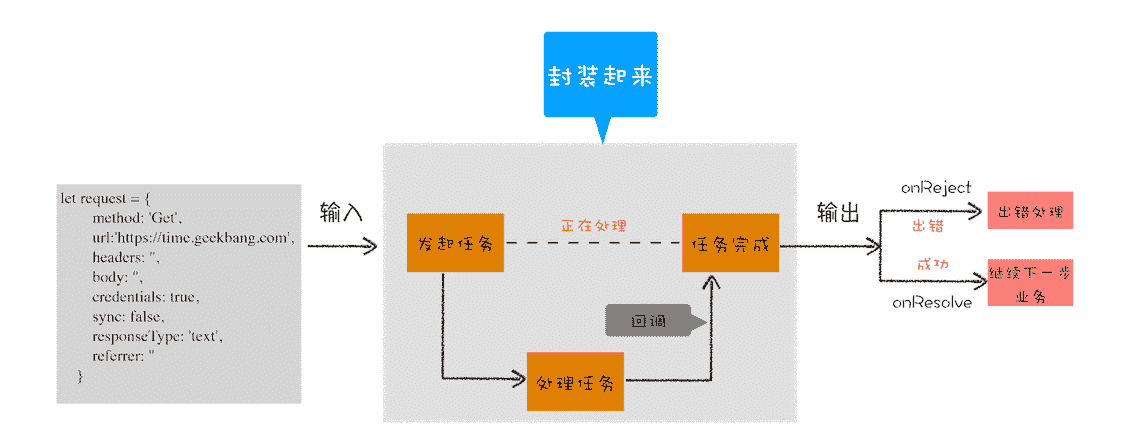 封装起来
let request = {
method: 'Get',
url:'https://time.geekbang.com',
headers: '',
body: '',
credentials: true,
sync: false,
responseType: 'text',
referrer: ''
}
输入
发起任务
正在处理
任务完成
回调
处理任务
输出
onReject
出错
出错处理
成功
onResolve
继续下一步
业务